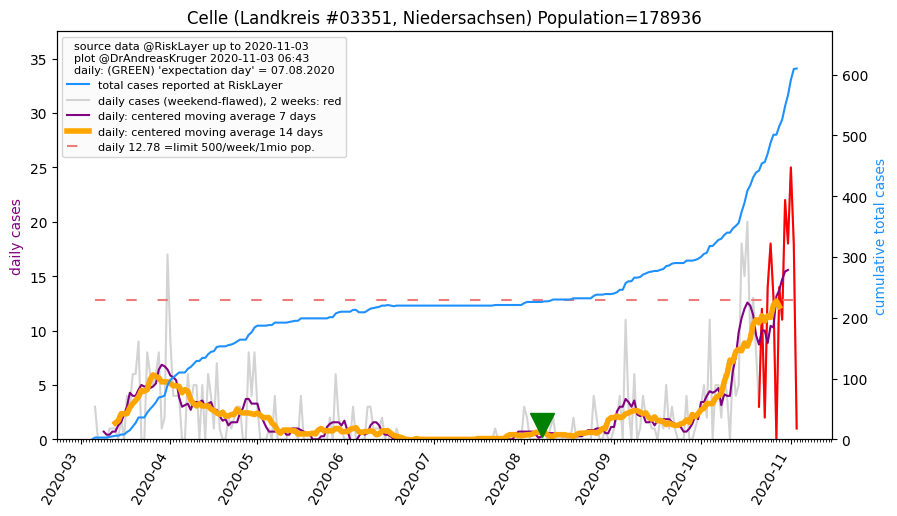 Celle (Landkreis #03351, Niedersachsen) Population=178936
source data @RiskLayer up to 2020-11-03
plot @DrAndreasKruger 2020-11-03 06:43
daily: (GREEN) 'expectation day' = 07.08.2020
total cases reported at RiskLayer
daily cases (weekend-flawed), 2 weeks: red
daily: centered moving average 7 days
daily: centered moving average 14 days
daily 12.78 =limit 500/week/1mio pop.
daily cases
35
30
25
20
15
10
5
0
cumulative total cases
600
500
400
300
200
100
0
2020-03
2020-04
2020-05
2020-06
2020-07
2020-08
2020-09
2020-10
2020-11